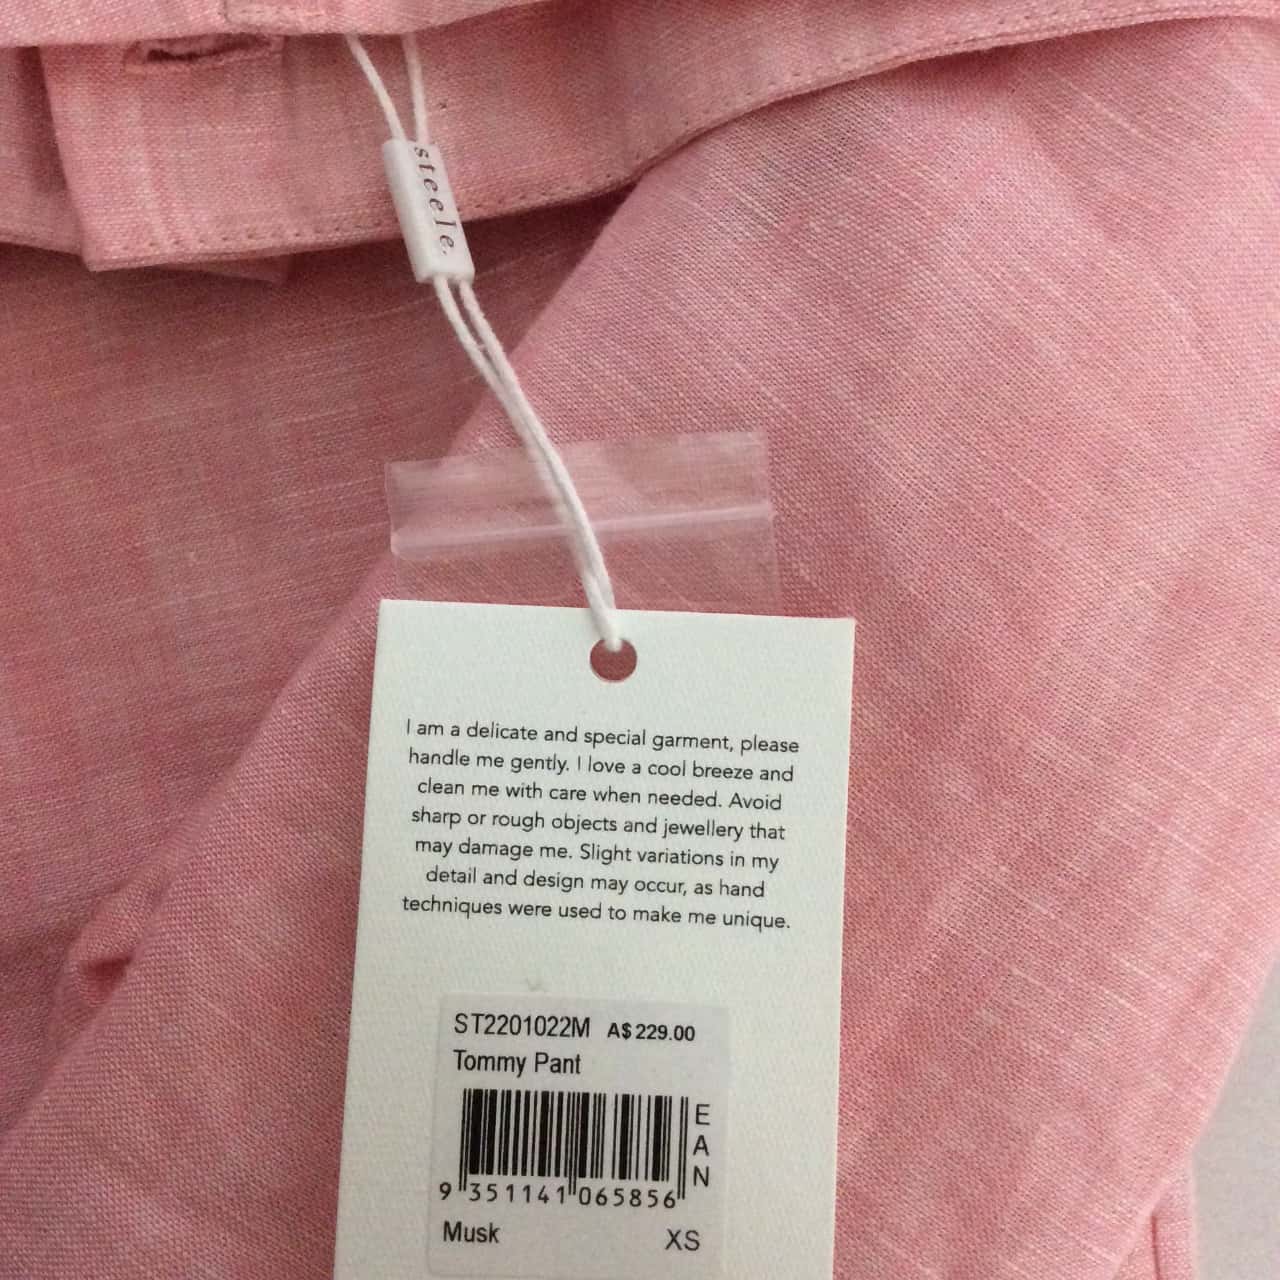 steele.
I am a delicate and special garment, please
handle me gently. I love a cool breeze and
clean me with care when needed. Avoid
sharp or rough objects and jewellery that
may damage me. Slight variations in my
detail and design may occur, as hand
techniques were used to make me unique.
ST2201022M A$229.00
Tommy Pant
EAN
9 351141 065856
Musk XS